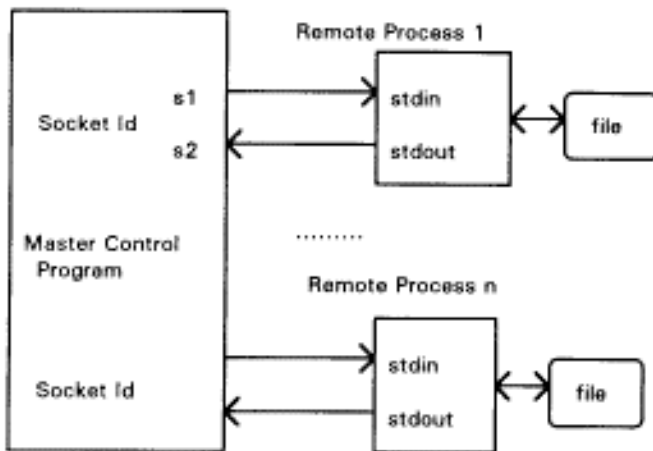 Remote Process 1
s1
stdin
Socket Id
file
s2
stdout
Master Control
Program
.........
Remote Process n
stdin
Socket Id
file
stdout